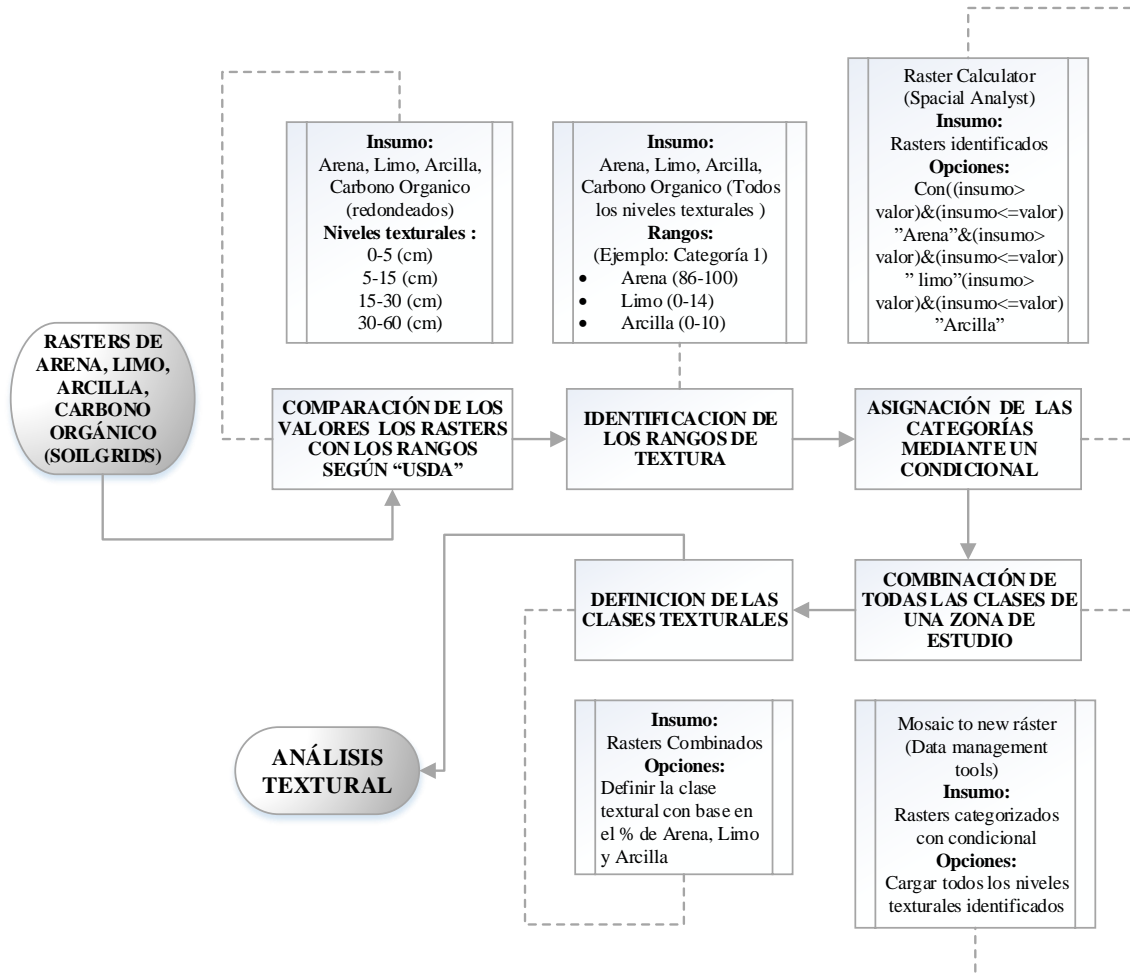 RASTERS DE
ARENA, LIMO,
ARCILLA,
CARBONO
ORGÁNICO
(SOILGRIDS)
Insumo:
Arena, Limo, Arcilla,
Carbono Organico
(redondeados)
Niveles texturales :
0-5 (cm)
5-15 (cm)
15-30 (cm)
30-60 (cm)
COMPARACIÓN DE LOS
VALORES LOS RASTERS
CON LOS RANGOS
SEGÚN “USDA”
Insumo:
Arena, Limo, Arcilla,
Carbono Organico (Todos
los niveles texturales )
Rangos:
(Ejemplo: Categoría 1)
• Arena (86-100)
• Limo (0-14)
• Arcilla (0-10)
IDENTIFICACION DE
LOS RANGOS DE
TEXTURA
Raster Calculator
(Spacial Analyst)
Insumo:
Rasters identificados
Opciones:
Con((insumo>
valor)&(insumo<=valor)
”Arena”&(insumo>
valor)&(insumo<=valor)
” limo”(insumo>
valor)&(insumo<=valor)
”Arcilla”
ASIGNACIÓN DE LAS
CATEGORÍAS
MEDIANTE UN
CONDICIONAL
COMBINACIÓN DE
TODAS LAS CLASES DE
UNA ZONA DE
ESTUDIO
Mosaic to new ráster
(Data management
tools)
Insumo:
Rasters categorizados
con condicional
Opciones:
Cargar todos los niveles
texturales identificados
DEFINICION DE LAS
CLASES TEXTURALES
Insumo:
Rasters Combinados
Opciones:
Definir la clase
textural con base en
el % de Arena, Limo
y Arcilla
ANÁLISIS
TEXTURAL